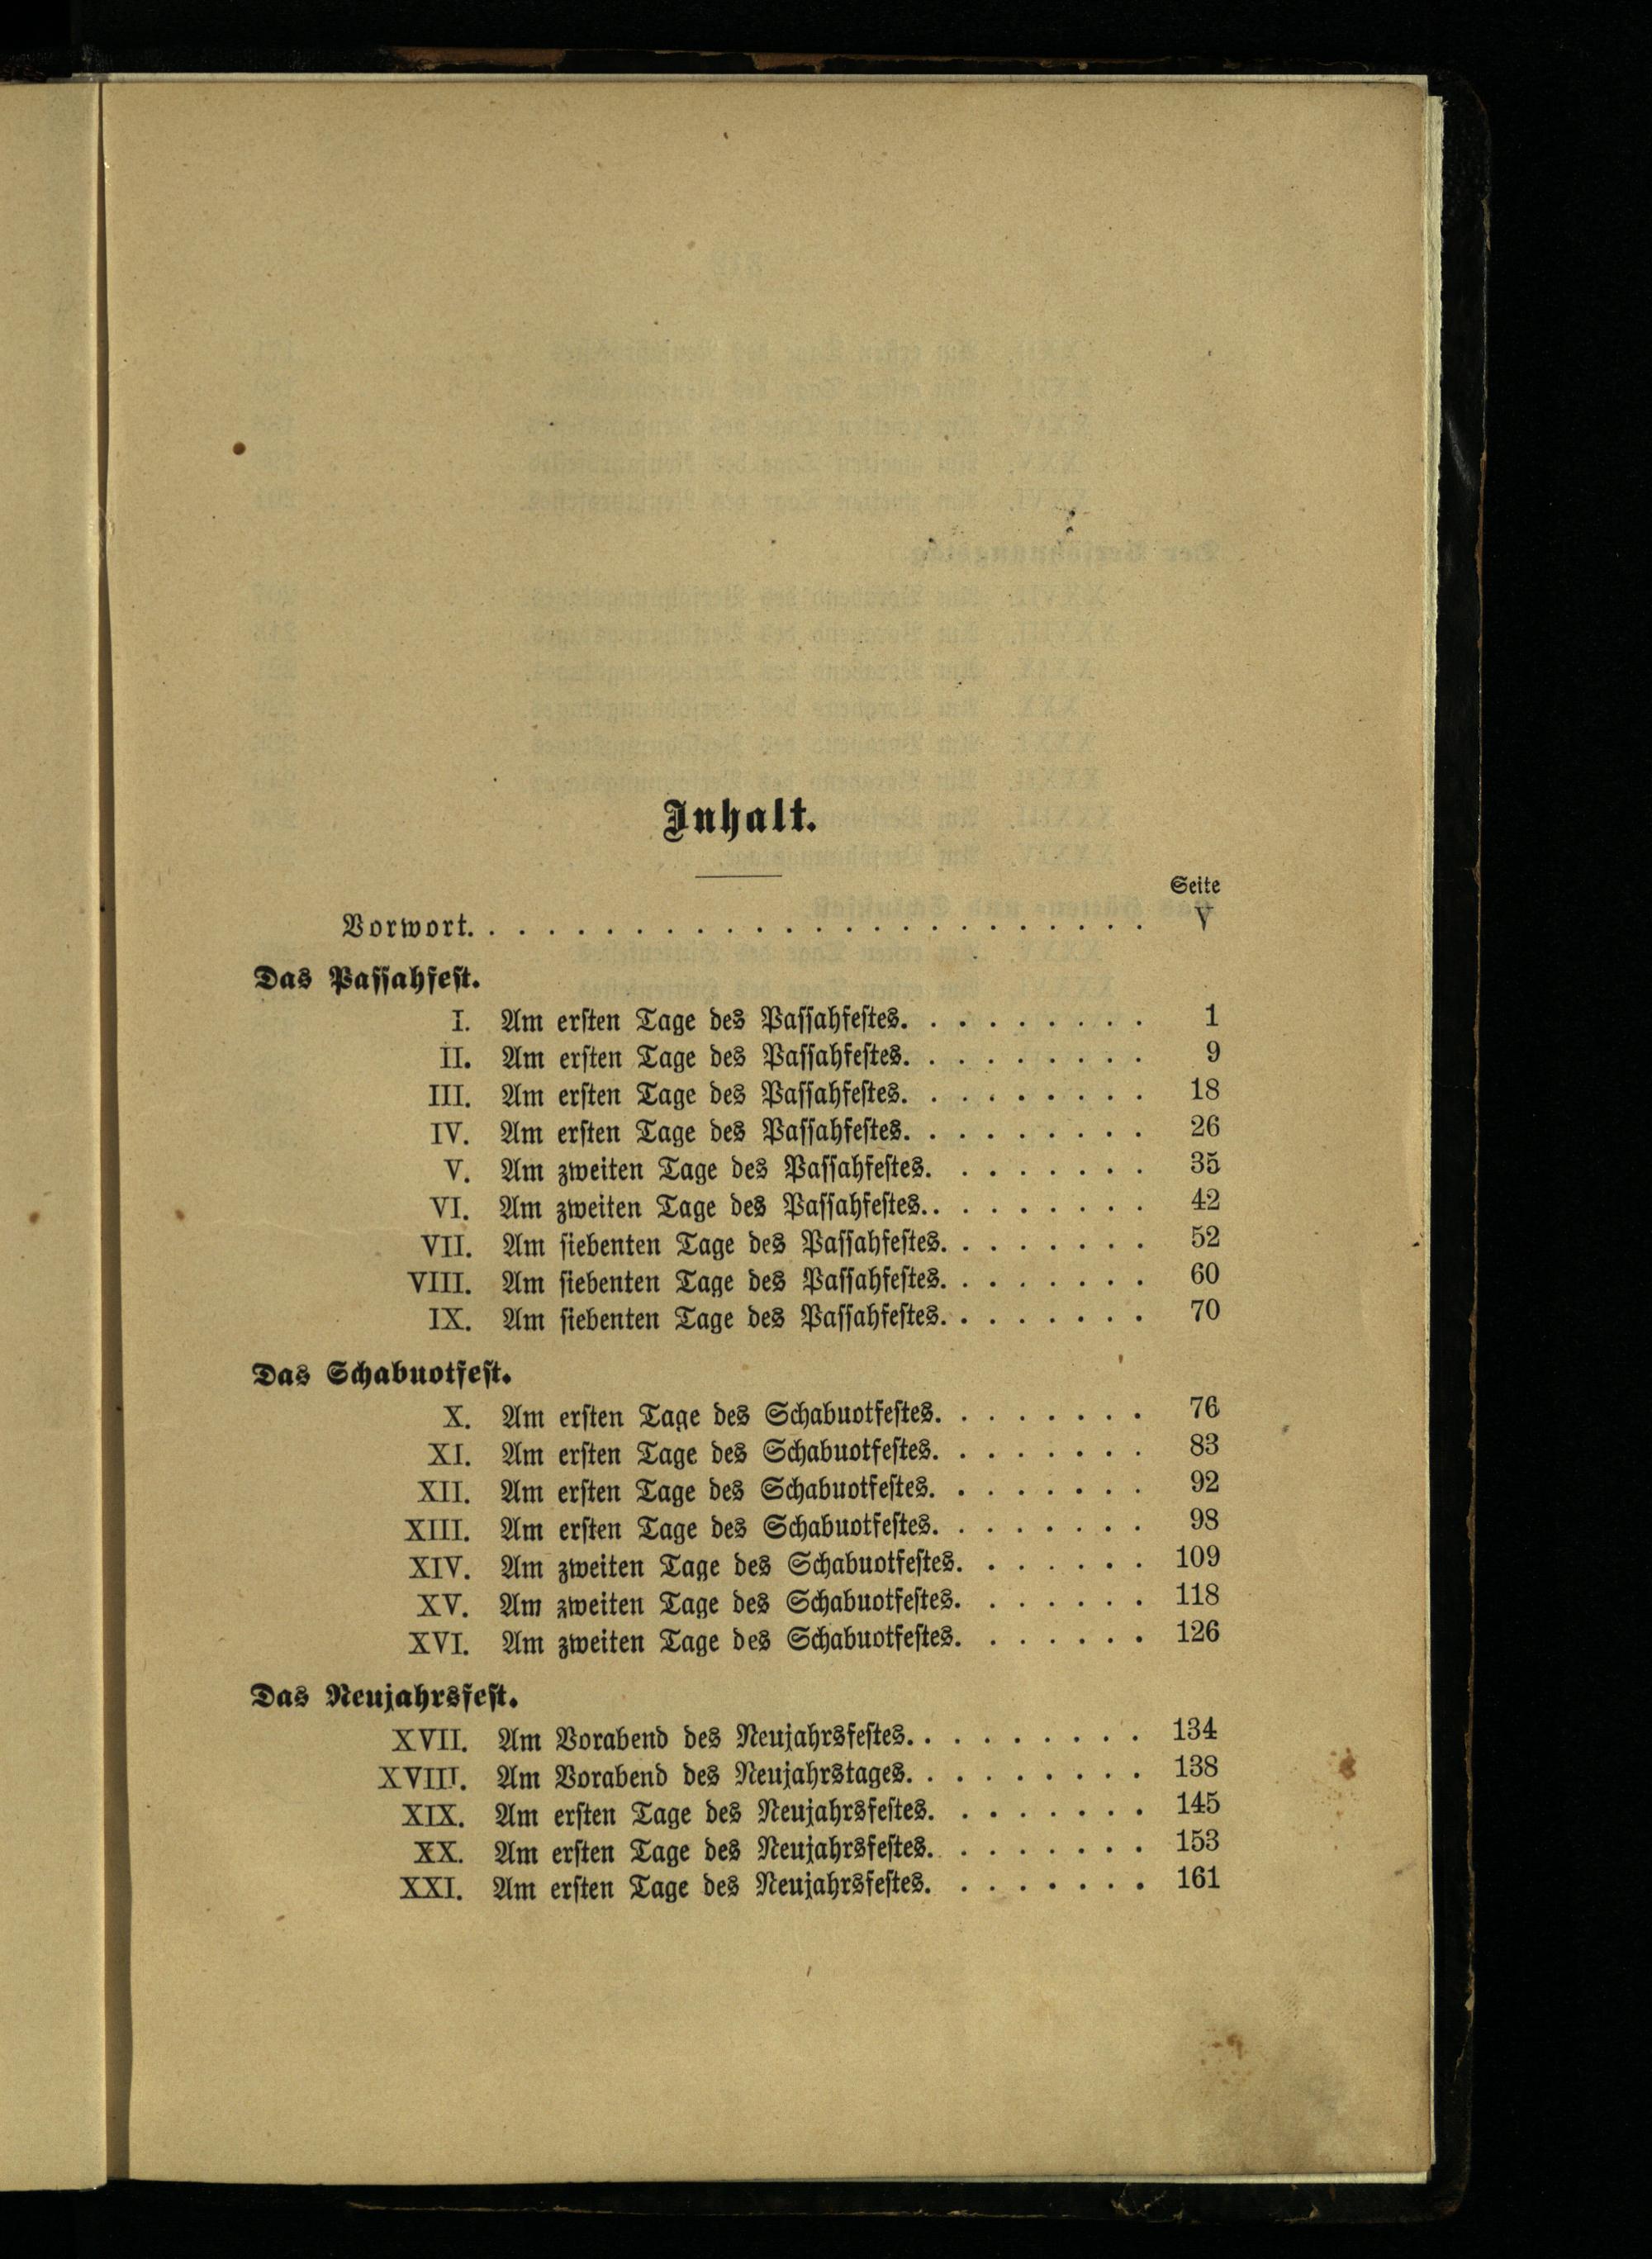 Inhalt.
Seite
Vorwort. . . . . . . . . . . . . . . . . . . . . . . . V
Das Paſſahfeſt.
I. Am erſten Tage des Paſſahfeſtes. . . . . . . . . 1
II. Am erſten Tage des Paſſahfeſtes. . . . . . . . . 9
III. Am erſten Tage des Paſſahfeſtes. . . . . . . . . 18
IV. Am erſten Tage des Paſſahfeſtes. . . . . . . . . 26
V. Am zweiten Tage des Paſſahfeſtes. . . . . . . . 35
VI. Am zweiten Tage des Paſſahfeſtes. . . . . . . . . 42
VII. Am ſiebenten Tage des Paſſahfeſtes. . . . . . . . 52
VIII. Am ſiebenten Tage des Paſſahfeſtes. . . . . . . . 60
IX. Am ſiebenten Tage des Paſſahfeſtes. . . . . . . . 70
Das Schabuotfeſt.
X. Am erſten Tage des Schabuotfeſtes. . . . . . . . 76
XI. Am erſten Tage des Schabuotfeſtes. . . . . . . . 83
XII. Am erſten Tage des Schabuotfeſtes. . . . . . . . 92
XIII. Am erſten Tage des Schabuotfeſtes. . . . . . . . 98
XIV. Am zweiten Tage des Schabuotfeſtes. . . . . . . 109
XV. Am zweiten Tage des Schabuotfeſtes. . . . . . . 118
XVI. Am zweiten Tage des Schabuotfeſtes. . . . . . . 126
Das Neujahrsfeſt.
XVII. Am Vorabend des Neujahrsfeſtes. . . . . . . . . 134
XVIII. Am Vorabend des Neujahrstages. . . . . . . . . 138
XIX. Am erſten Tage des Neujahrsfeſtes. . . . . . . . 145
XX. Am erſten Tage des Neujahrsfeſtes. . . . . . . . 153
XXI. Am erſten Tage des Neujahrsfeſtes. . . . . . . . 161